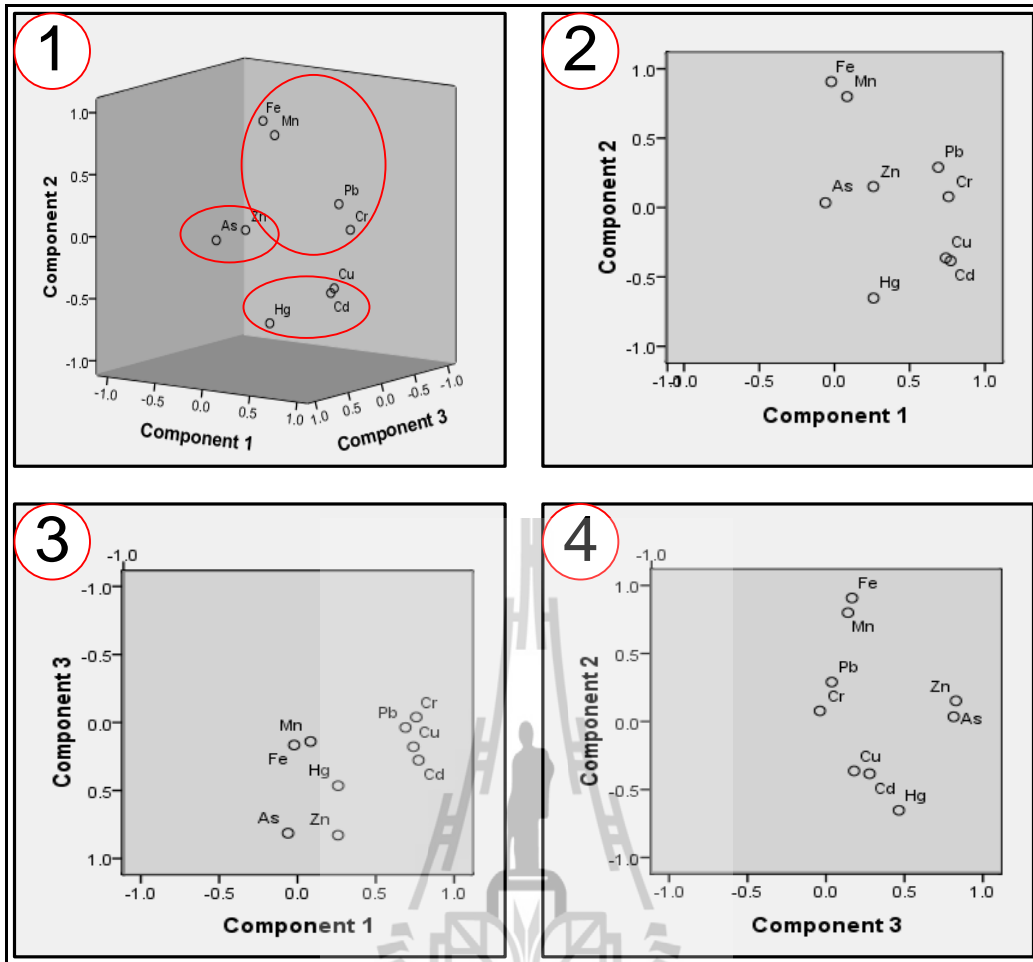 1
Fe
Mn
Pb
Cr
As
Zn
Cu
Cd
Hg
1.0
0.5
0.0
-0.5
-1.0
Component 2
-1.0 -0.5 0.0 0.5 1.0
Component 1
1.0 0.5 0.0 -0.5 -1.0
Component 3
2
Fe
Mn
Pb
Zn
Cr
As
Cu
Cd
Hg
1.0
0.5
0.0
-0.5
-1.0
Component 2
-1.0 -1.0 -0.5 0.0 0.5 1.0
Component 1
3
-1.0
-1.0
-0.5
0.0
0.5
1.0
Component 3
Cr
Pb
Mn
Cu
Fe
Hg
Cd
As Zn
-1.0 -0.5 0.0 0.5 1.0
Component 1
4
-1.0
1.0
0.5
0.0
-0.5
-1.0
Component 2
Fe
Mn
Pb
Cr
Zn
As
Cu
Cd
Hg
-1.0 -0.5 0.0 0.5 1.0
Component 3